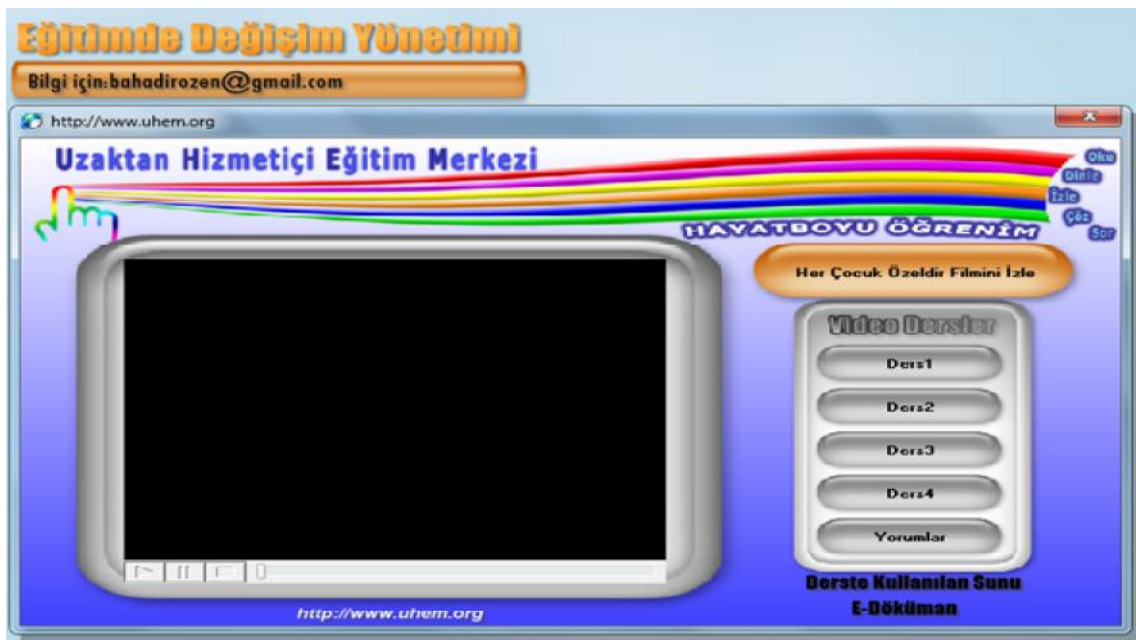 Eğitimde Değişim Yönetimi
Bilgi için:bahadirozen@gmail.com
http://www.uhem.org
x
Uzaktan Hizmetiçi Eğitim Merkezi
Oku
Dinle
İzle
Çöz
Sor
HAYATBOYU ÖĞRENİM
Her Çocuk Özeldir Filmini İzle
Video Dersler
Ders1
Ders2
Ders3
Ders4
Yorumlar
Derste Kullanılan Sunu
E-Döküman
http://www.uhem.org